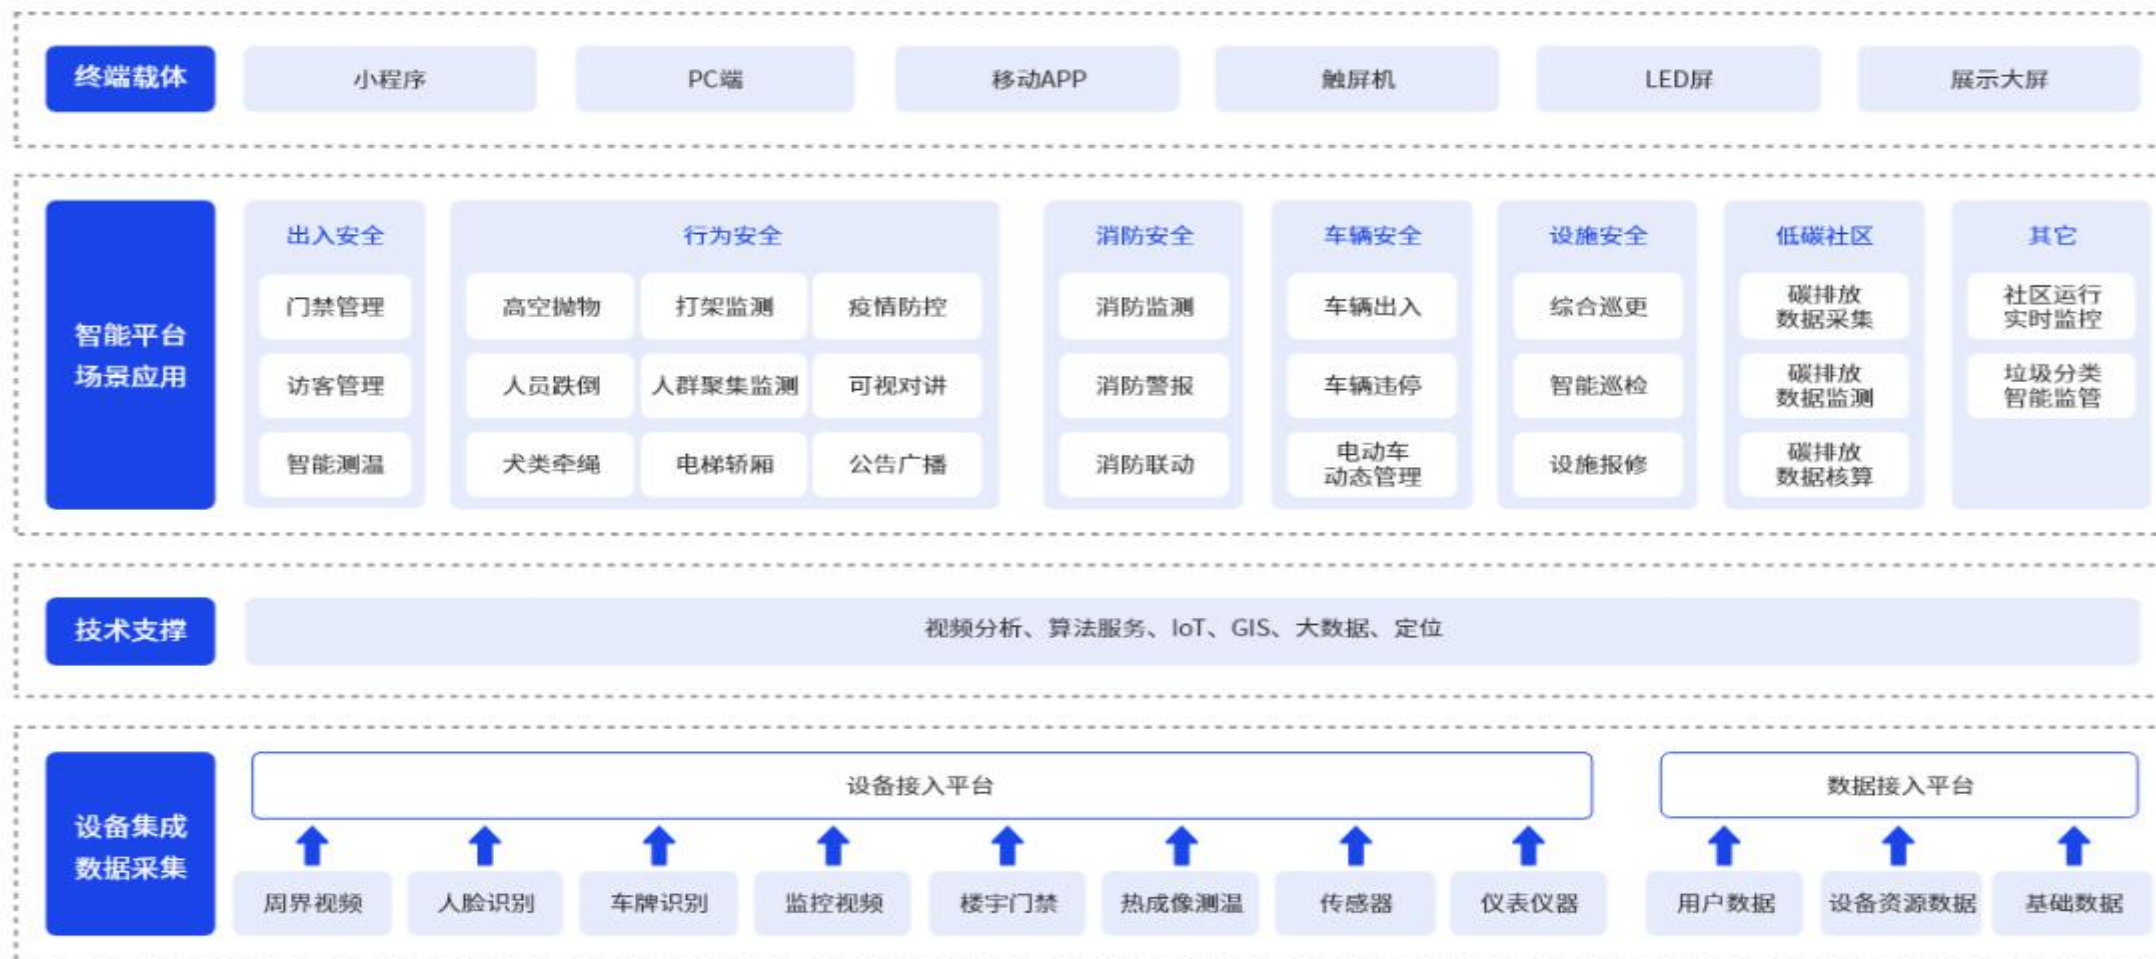 终端载体
小程序
PC端
移动APP
触屏机
LED屏
展示大屏
智能平台
场景应用
出入安全
门禁管理
访客管理
智能测温
行为安全
高空抛物
打架监测
疫情防控
人员跌倒
人群聚集监测
可视对讲
犬类牵绳
电梯轿厢
公告广播
消防安全
消防监测
消防警报
消防联动
车辆安全
车辆出入
车辆违停
电动车
动态管理
设施安全
综合巡更
智能巡检
设施报修
低碳社区
碳排放
数据采集
碳排放
数据监测
碳排放
数据核算
其它
社区运行
实时监控
垃圾分类
智能监管
技术支撑
视频分析、算法服务、IoT、GIS、大数据、定位
设备集成
数据采集
设备接入平台
周界视频
人脸识别
车牌识别
监控视频
楼宇门禁
热成像测温
传感器
仪表仪器
数据接入平台
用户数据
设备资源数据
基础数据